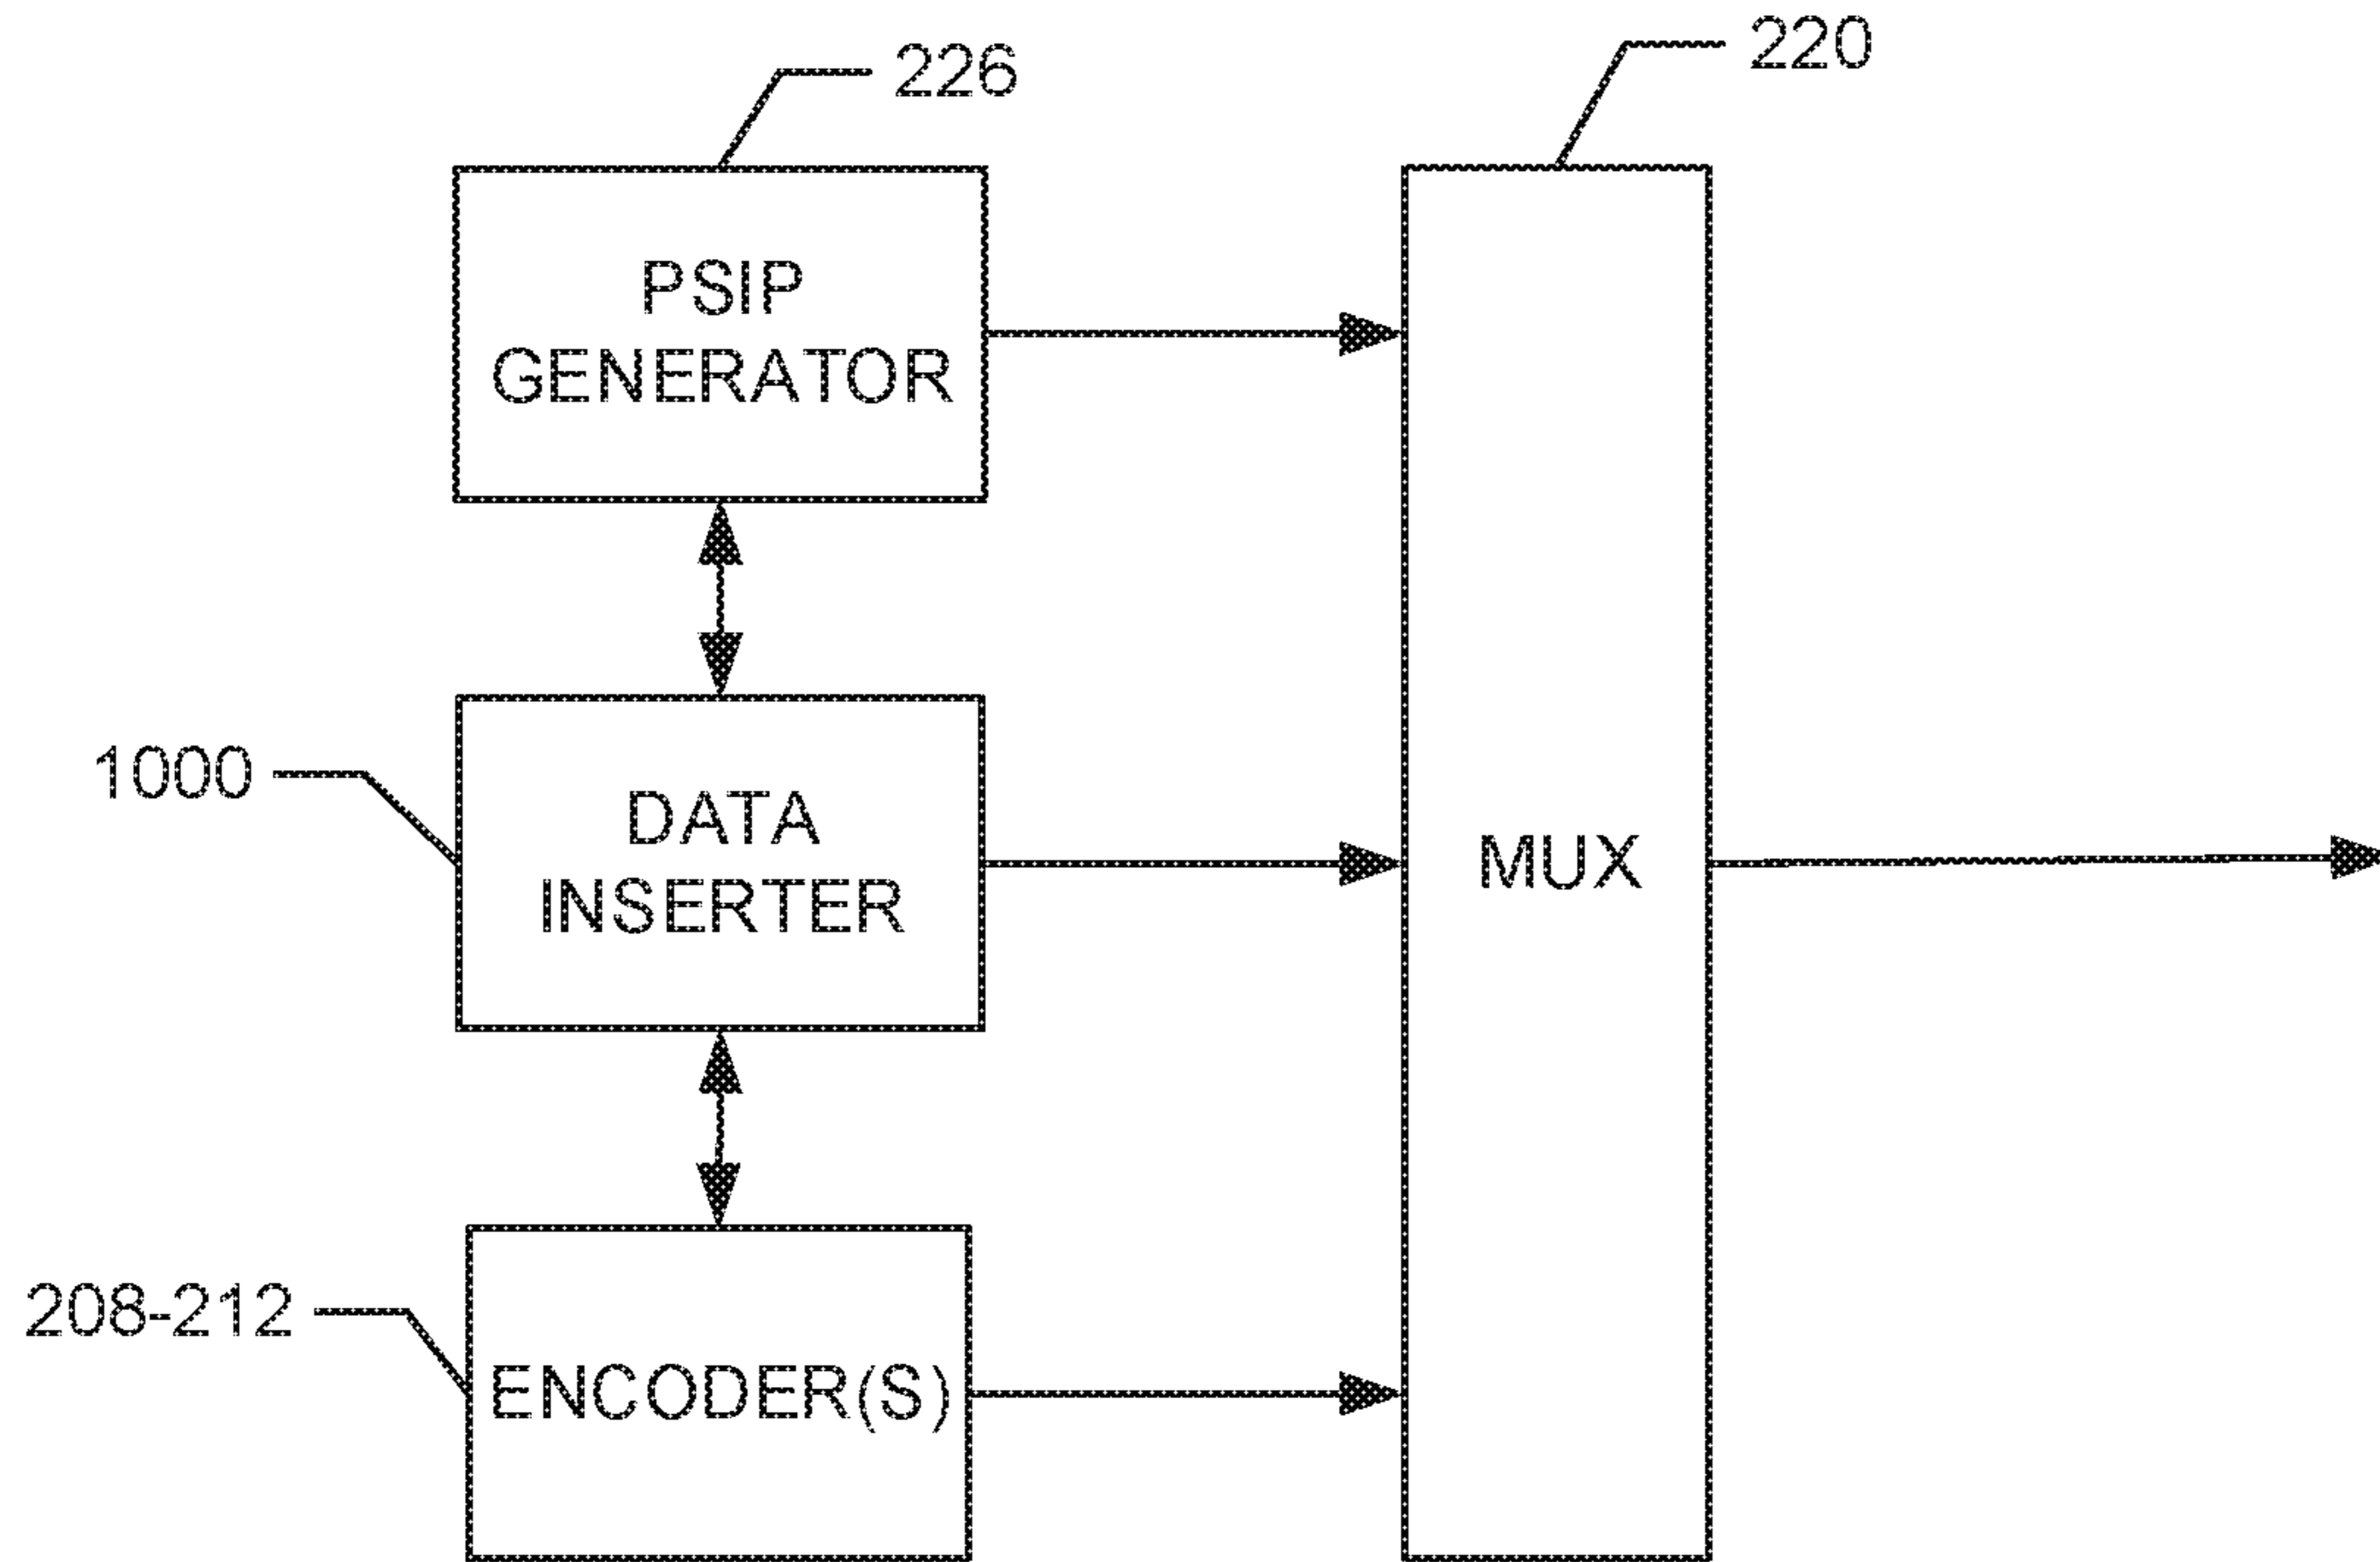 220
226
PSIP
GENERATOR
1000
DATA
INSERTER
MUX
208-212
ENCODER(S)